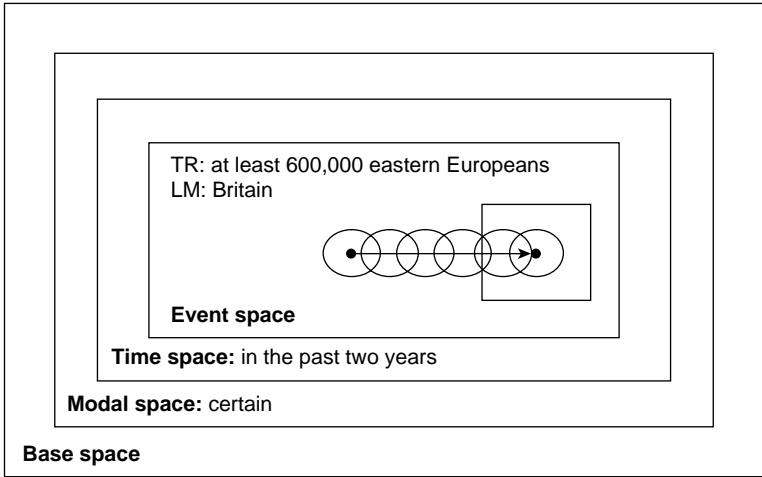 TR: at least 600,000 eastern Europeans
LM: Britain
Event space
Time space: in the past two years
Modal space: certain
Base space